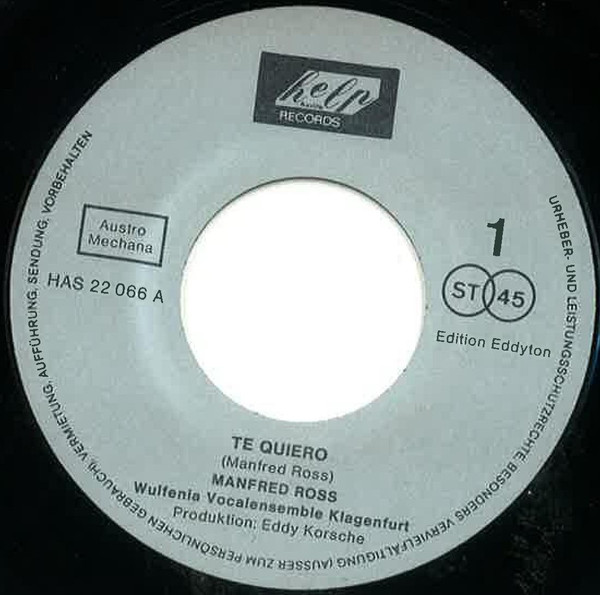 help
austria
RECORDS
Austro
Mechana
HAS 22 066 A
1
ST 45
Edition Eddyton
TE QUIERO
(Manfred Ross)
MANFRED ROSS
Wulfenia Vocalensemble Klagenfurt
Produktion: Eddy Korsche
URHEBER- UND LEISTUNGSSCHUTZRECHTE BESONDERS VERVIELFÄLTIGUNG (AUSSER ZUM PERSÖNLICHEN GEBRAUCH), VERMIETUNG, AUFFÜHRUNG, SENDUNG, VORBEHALTEN